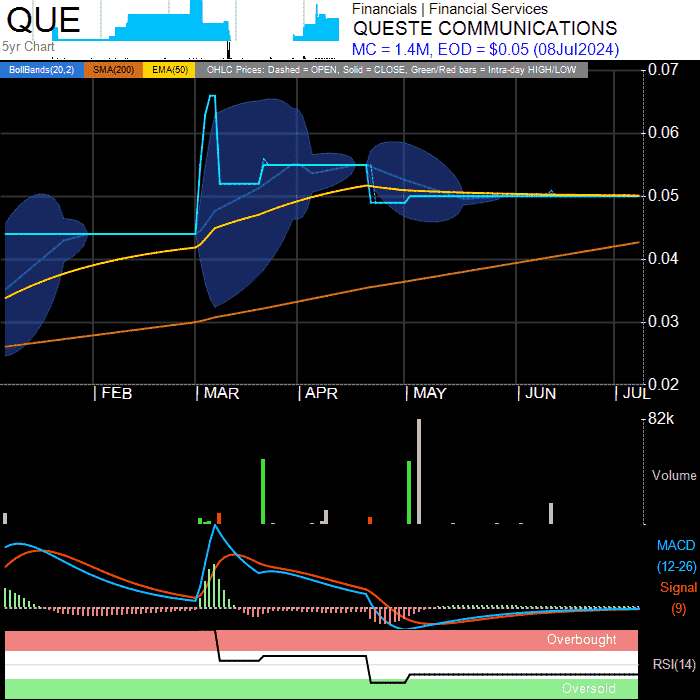 QUE
5yr Chart
Financials | Financial Services
QUESTE COMMUNICATIONS
MC = 1.4M, EOD = $0.05 (08Jul2024)
BollBands(20,2) SMA(200) EMA(50) OHLC Prices: Dashed = OPEN, Solid = CLOSE, Green/Red bars = Intra-day HIGH/LOW
0.07
0.06
0.05
0.04
0.03
0.02
| FEB | MAR | APR | MAY | JUN | JUL
82k
Volume
MACD
(12-26)
Signal
(9)
Overbought
RSI(14)
Oversold